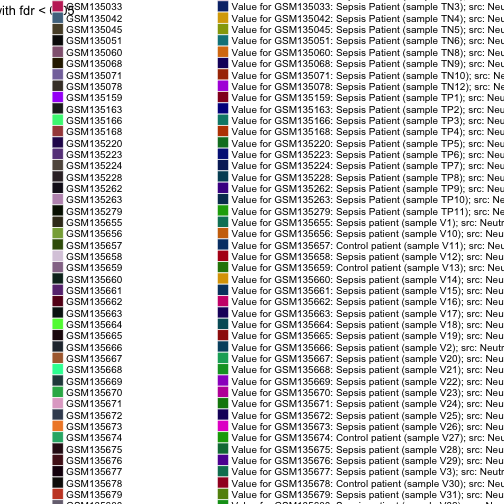 with fdr < 0.05
GSM135033 Value for GSM135033: Sepsis Patient (sample TN3); src: Neu
GSM135042 Value for GSM135042: Sepsis Patient (sample TN4); src: Neu
GSM135045 Value for GSM135045: Sepsis Patient (sample TN5); src: Neu
GSM135051 Value for GSM135051: Sepsis Patient (sample TN6); src: Neu
GSM135060 Value for GSM135060: Sepsis Patient (sample TN8); src: Neu
GSM135068 Value for GSM135068: Sepsis Patient (sample TN9); src: Neu
GSM135071 Value for GSM135071: Sepsis Patient (sample TN10); src: Ne
GSM135078 Value for GSM135078: Sepsis Patient (sample TN12); src: Ne
GSM135159 Value for GSM135159: Sepsis Patient (sample TP1); src: Neu
GSM135163 Value for GSM135163: Sepsis Patient (sample TP2); src: Neu
GSM135166 Value for GSM135166: Sepsis Patient (sample TP3); src: Neu
GSM135168 Value for GSM135168: Sepsis Patient (sample TP4); src: Neu
GSM135220 Value for GSM135220: Sepsis Patient (sample TP5); src: Neu
GSM135223 Value for GSM135223: Sepsis Patient (sample TP6); src: Neu
GSM135224 Value for GSM135224: Sepsis Patient (sample TP7); src: Neu
GSM135228 Value for GSM135228: Sepsis Patient (sample TP8); src: Neu
GSM135262 Value for GSM135262: Sepsis Patient (sample TP9); src: Neu
GSM135263 Value for GSM135263: Sepsis Patient (sample TP10); src: Neu
GSM135279 Value for GSM135279: Sepsis Patient (sample TP11); src: Neu
GSM135655 Value for GSM135655: Sepsis patient (sample V1); src: Neutr
GSM135656 Value for GSM135656: Sepsis patient (sample V10); src: Neu
GSM135657 Value for GSM135657: Control patient (sample V11); src: Neu
GSM135658 Value for GSM135658: Sepsis patient (sample V12); src: Neu
GSM135659 Value for GSM135659: Control patient (sample V13); src: Neu
GSM135660 Value for GSM135660: Sepsis patient (sample V14); src: Neu
GSM135661 Value for GSM135661: Sepsis patient (sample V15); src: Neu
GSM135662 Value for GSM135662: Sepsis patient (sample V16); src: Neu
GSM135663 Value for GSM135663: Sepsis patient (sample V17); src: Neu
GSM135664 Value for GSM135664: Sepsis patient (sample V18); src: Neu
GSM135665 Value for GSM135665: Sepsis patient (sample V19); src: Neu
GSM135666 Value for GSM135666: Sepsis patient (sample V2); src: Neutr
GSM135667 Value for GSM135667: Sepsis patient (sample V20); src: Neu
GSM135668 Value for GSM135668: Sepsis patient (sample V21); src: Neu
GSM135669 Value for GSM135669: Sepsis patient (sample V22); src: Neu
GSM135670 Value for GSM135670: Sepsis patient (sample V23); src: Neu
GSM135671 Value for GSM135671: Sepsis patient (sample V24); src: Neu
GSM135672 Value for GSM135672: Sepsis patient (sample V25); src: Neu
GSM135673 Value for GSM135673: Sepsis patient (sample V26); src: Neu
GSM135674 Value for GSM135674: Control patient (sample V27); src: Neu
GSM135675 Value for GSM135675: Sepsis patient (sample V28); src: Neu
GSM135676 Value for GSM135676: Sepsis patient (sample V29); src: Neu
GSM135677 Value for GSM135677: Sepsis patient (sample V3); src: Neutr
GSM135678 Value for GSM135678: Control patient (sample V30); src: Neu
GSM135679 Value for GSM135679: Sepsis patient (sample V31); src: Neu